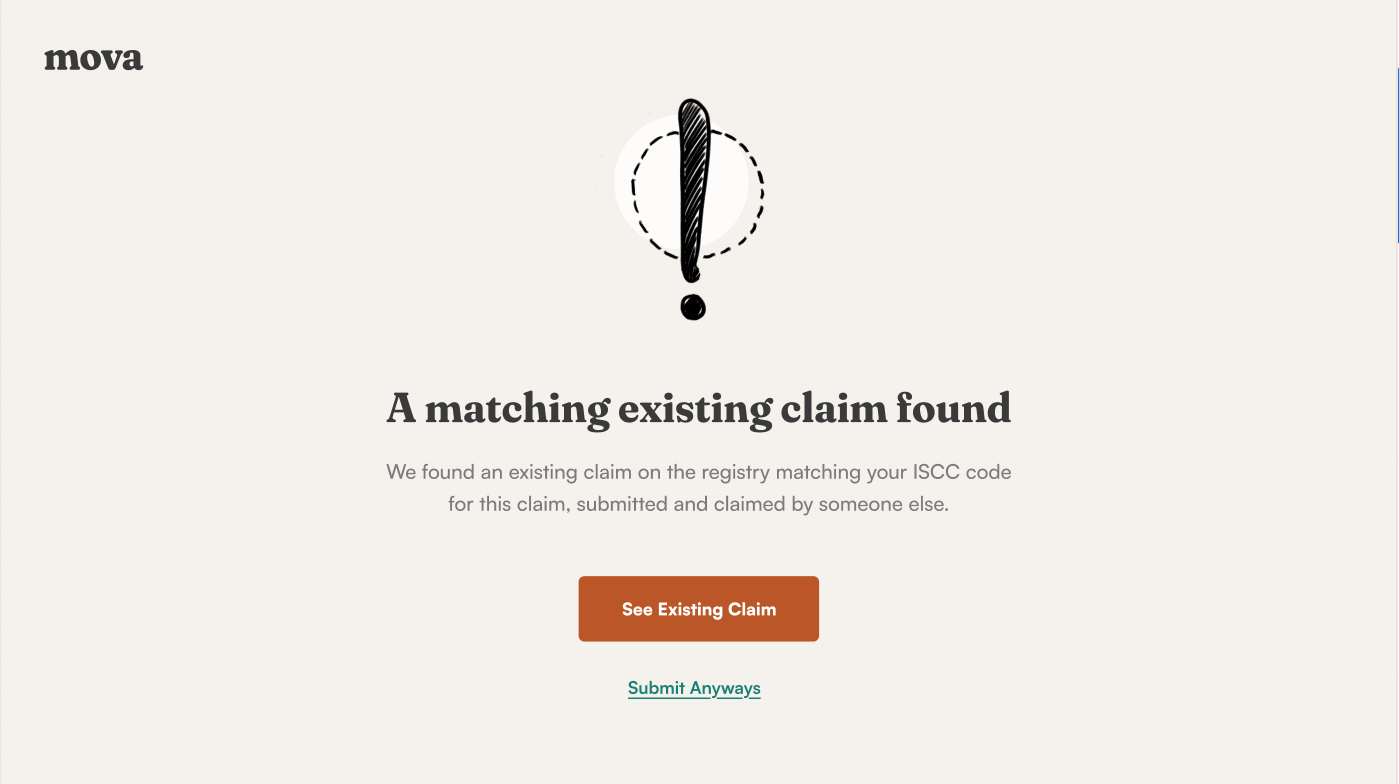 mova
A matching existing claim found
We found an existing claim on the registry matching your ISCC code
for this claim, submitted and claimed by someone else.
See Existing Claim
Submit Anyways